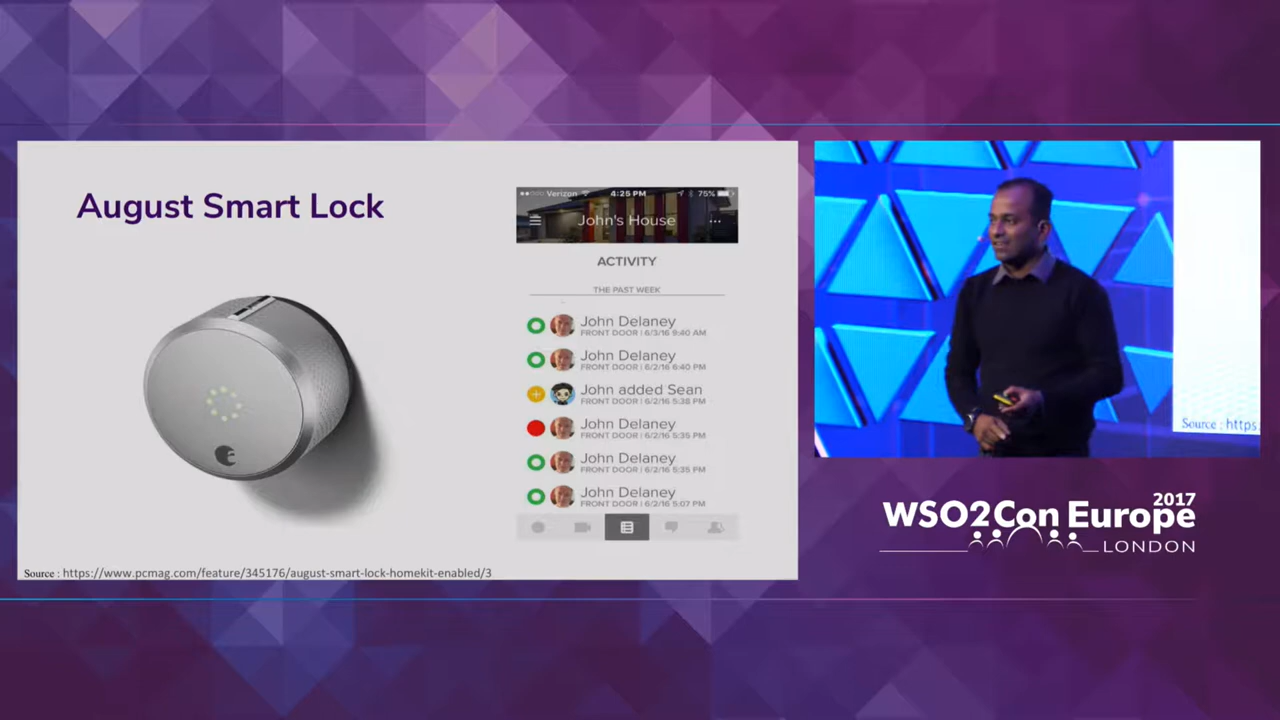 August Smart Lock
Verizon 4:25 PM 75%
John's House
ACTIVITY
THE PAST WEEK
John Delaney
FRONT DOOR | 6/3/16 9:40 AM
John Delaney
FRONT DOOR | 6/2/16 6:40 PM
John added Sean
FRONT DOOR | 6/2/16 5:38 PM
John Delaney
FRONT DOOR | 6/2/16 5:35 PM
John Delaney
FRONT DOOR | 6/2/16 5:35 PM
John Delaney
FRONT DOOR | 6/2/16 5:07 PM
Source : https://www.pcmag.com/feature/345176/august-smart-lock-homekit-enabled/3
Source : https:
2017
WSO2Con Europe
LONDON